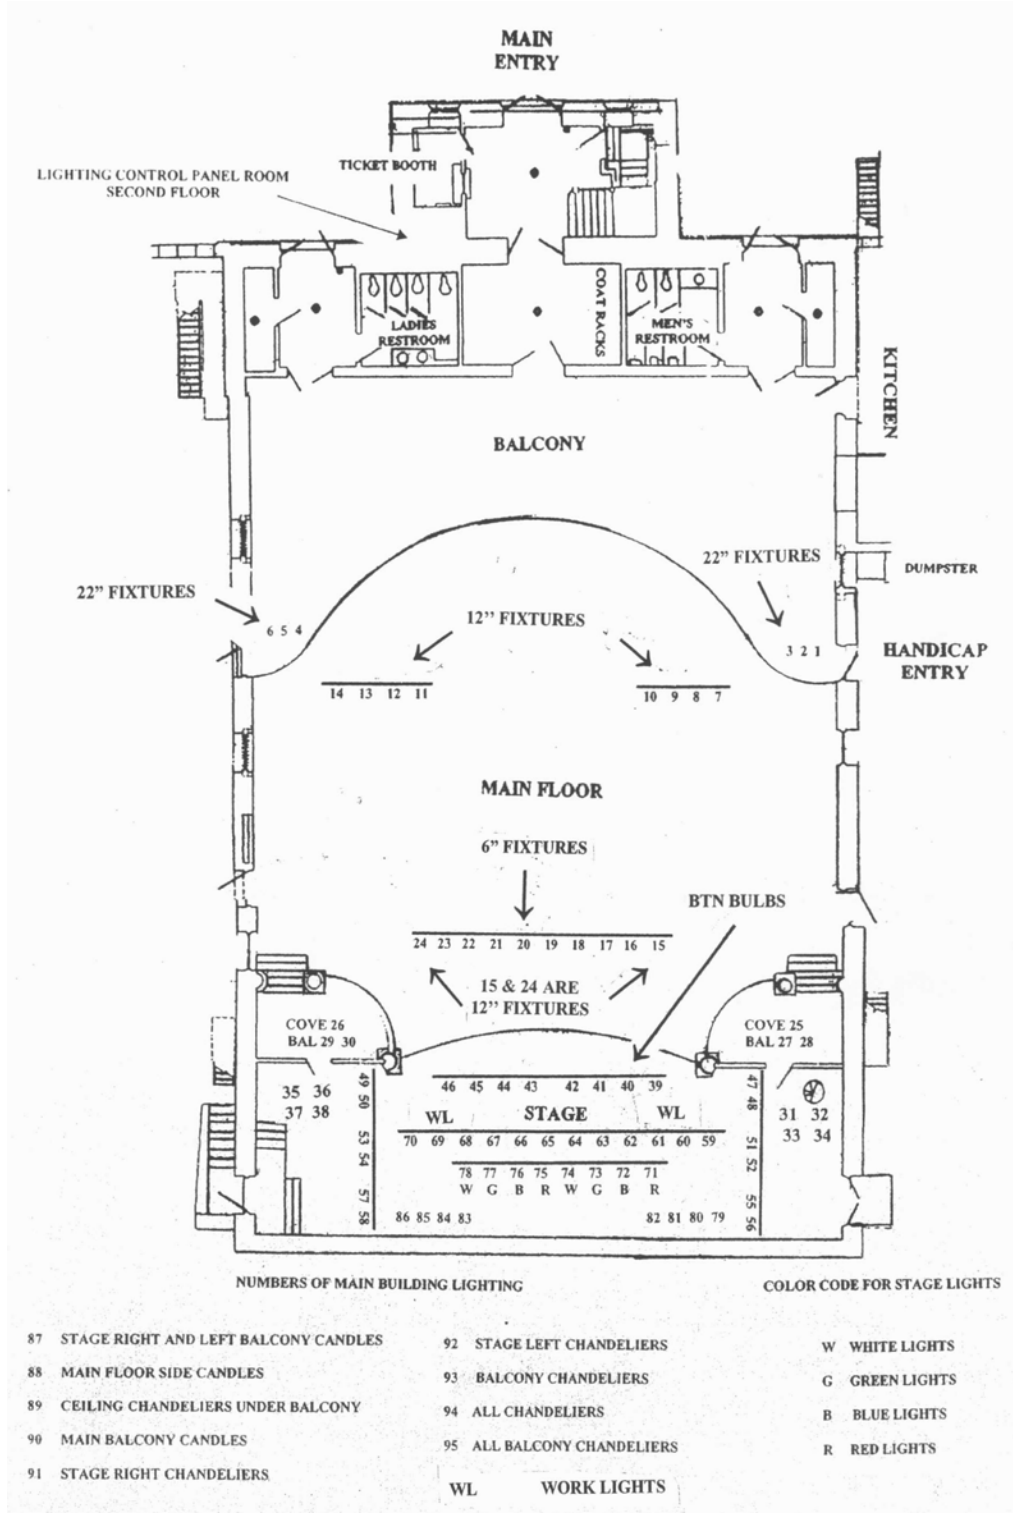 MAIN
ENTRY
TICKET BOOTH
LIGHTING CONTROL PANEL ROOM
SECOND FLOOR
COAT RACKS
LADIES
RESTROOM
MEN'S
RESTROOM
KITCHEN
BALCONY
22” FIXTURES
DUMPSTER
22” FIXTURES
12’’ FIXTURES
6 5 4
3 2 1
HANDICAP
ENTRY
14 13 12 11
10 9 8 7
MAIN FLOOR
6” FIXTURES
BTN BULBS
24 23 22 21 20 19 18 17 16 15
15 & 24 ARE
12’’ FIXTURES
COVE 26
BAL 29 30
COVE 25
BAL 27 28
46 45 44 43 42 41 40 39
49 50 53 54 57 58
47 48 51 52 55 56
35 36
37 38
31 32
33 34
WL STAGE WL
70 69 68 67 66 65 64 63 62 61 60 59
78 77 76 75 74 73 72 71
W G B R W G B R
86 85 84 83
82 81 80 79
NUMBERS OF MAIN BUILDING LIGHTING
87 STAGE RIGHT AND LEFT BALCONY CANDLES
88 MAIN FLOOR SIDE CANDLES
89 CEILING CHANDELIERS UNDER BALCONY
90 MAIN BALCONY CANDLES
91 STAGE RIGHT CHANDELIERS
92 STAGE LEFT CHANDELIERS
93 BALCONY CHANDELIERS
94 ALL CHANDELIERS
95 ALL BALCONY CHANDELIERS
WL WORK LIGHTS
COLOR CODE FOR STAGE LIGHTS
W WHITE LIGHTS
G GREEN LIGHTS
B BLUE LIGHTS
R RED LIGHTS